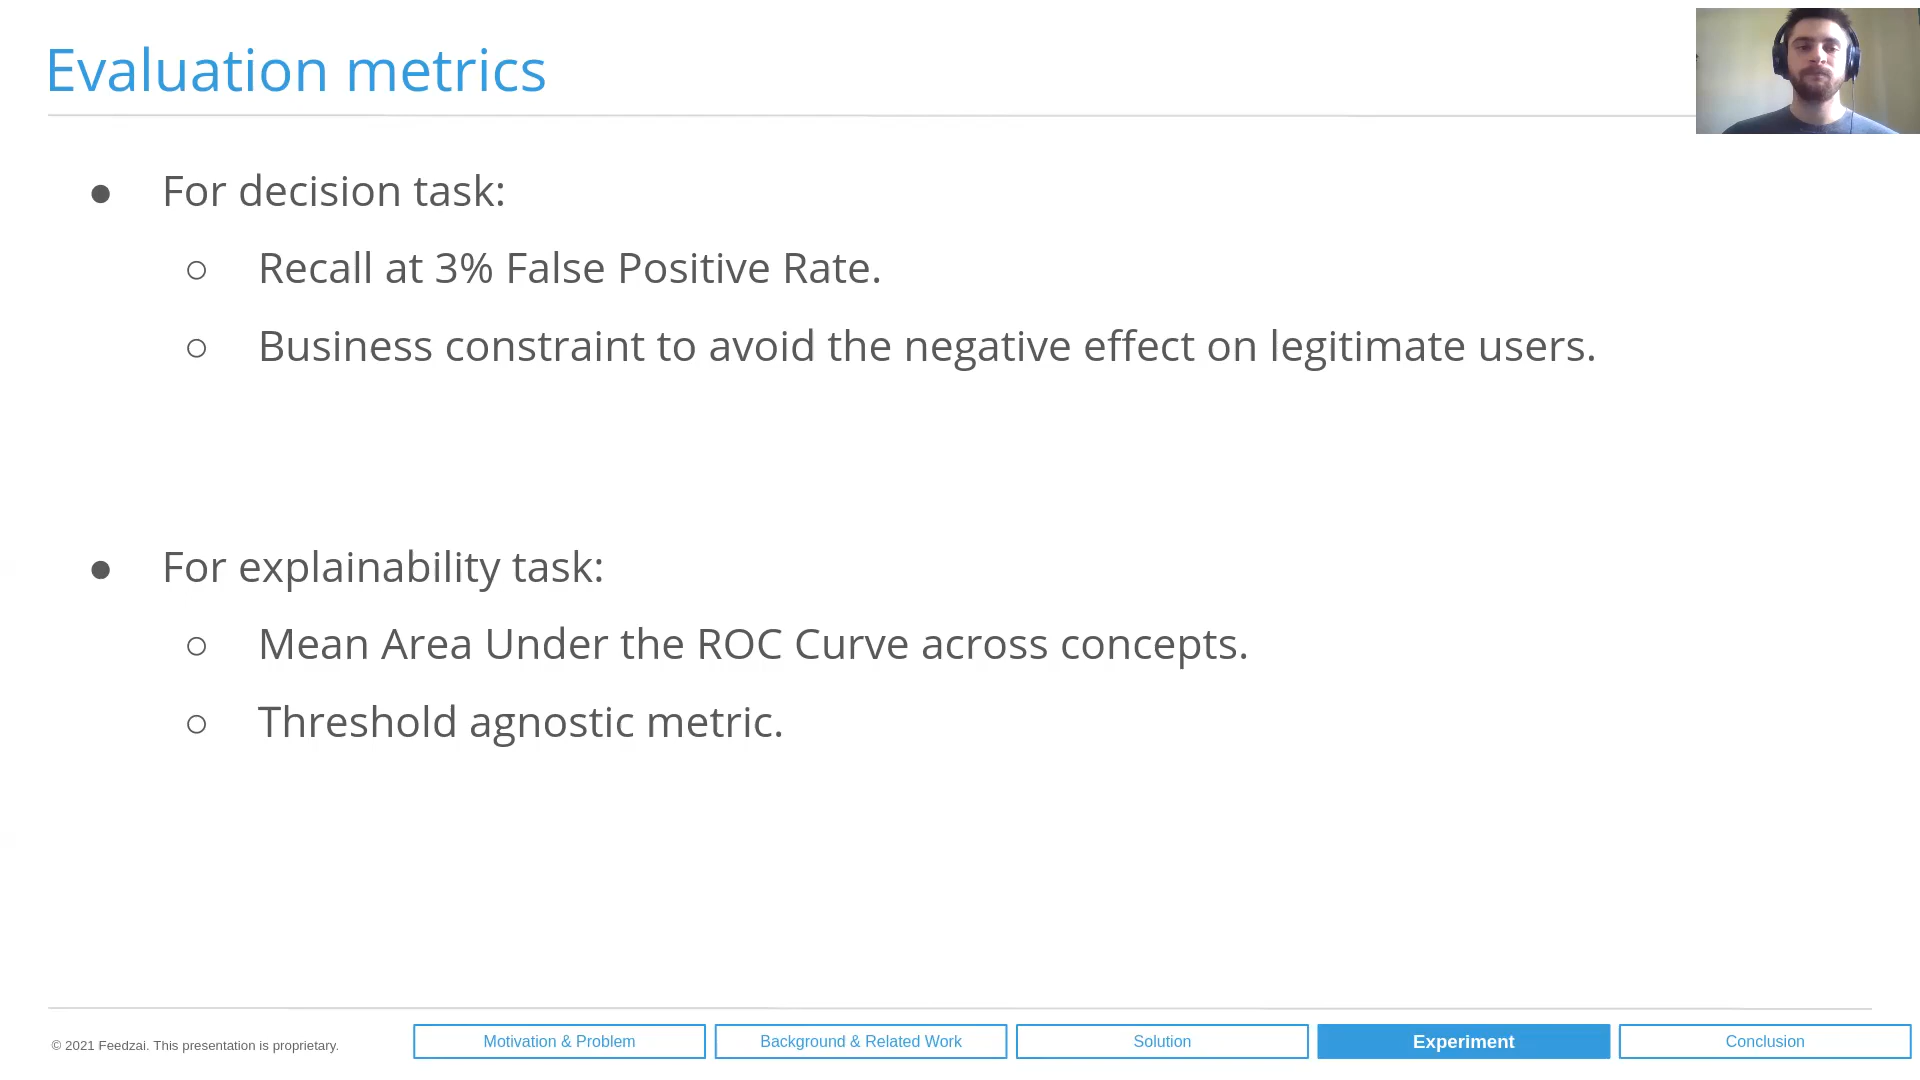 Evaluation metrics
● For decision task:
○ Recall at 3% False Positive Rate.
○ Business constraint to avoid the negative effect on legitimate users.
● For explainability task:
○ Mean Area Under the ROC Curve across concepts.
○ Threshold agnostic metric.
© 2021 Feedzai. This presentation is proprietary.
Motivation & Problem
Background & Related Work
Solution
Experiment
Conclusion